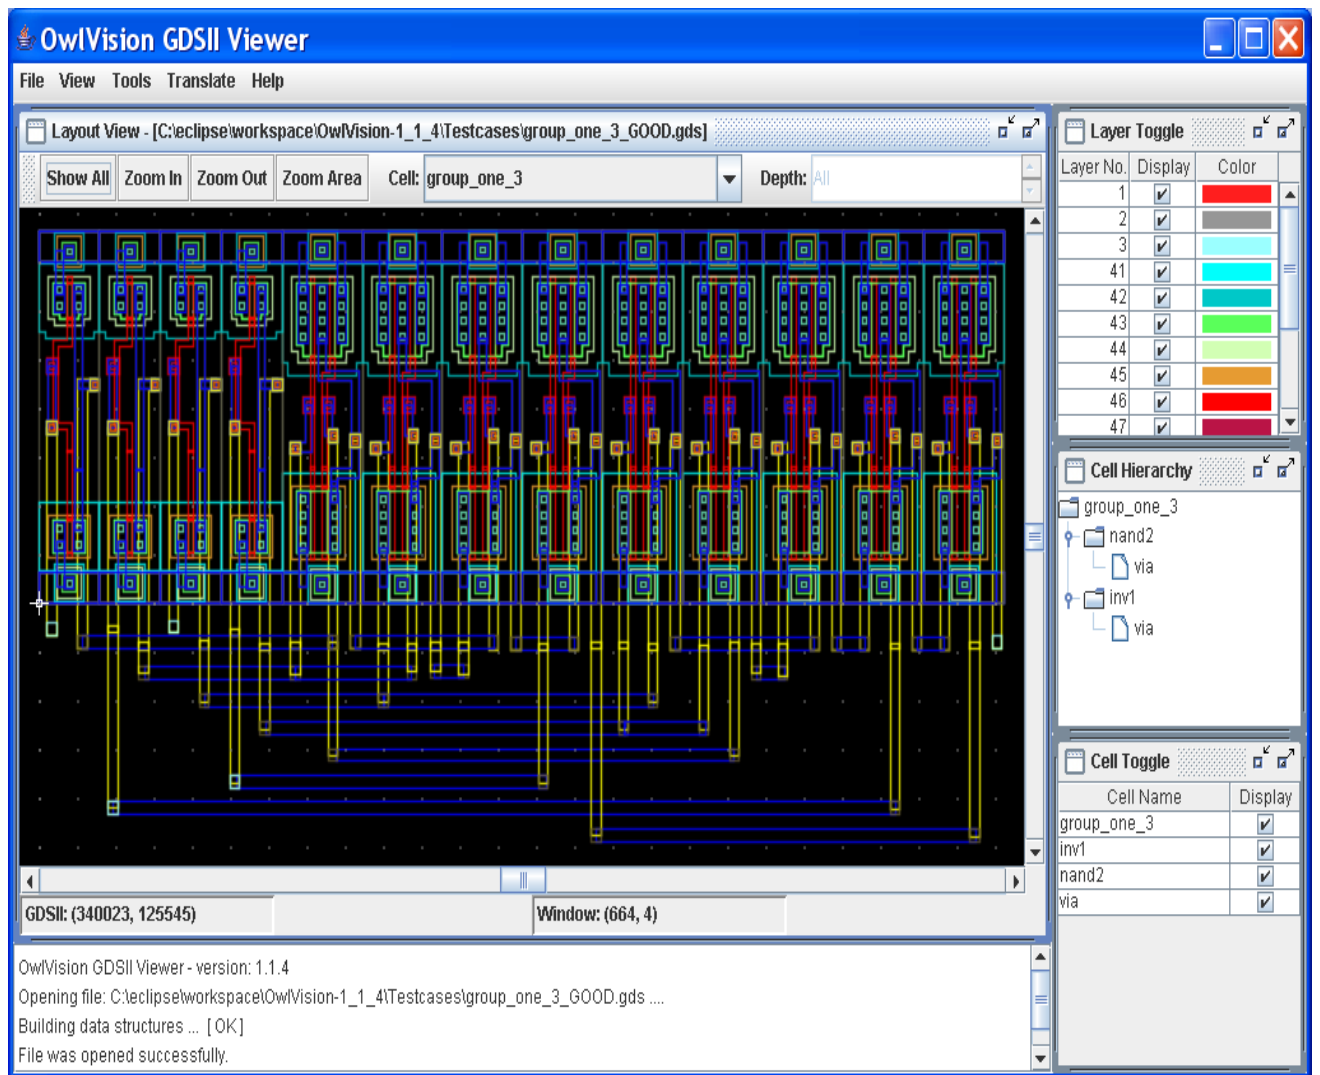 OwlVision GDSII Viewer
File View Tools Translate Help
Layout View - [C:\eclipse\workspace\OwlVision-1_1_4\Testcases\group_one_3_GOOD.gds]
Show All Zoom In Zoom Out Zoom Area Cell: group_one_3 Depth: All
GDSII: (340023, 125545) Window: (664, 4)
OwlVision GDSII Viewer - version: 1.1.4
Opening file: C:\eclipse\workspace\OwlVision-1_1_4\Testcases\group_one_3_GOOD.gds ....
Building data structures ... [ OK ]
File was opened successfully.
Layer Toggle
Layer No. Display Color
1
2
3
41
42
43
44
45
46
47
Cell Hierarchy
group_one_3
nand2
via
inv1
via
Cell Toggle
Cell Name Display
group_one_3
inv1
nand2
via